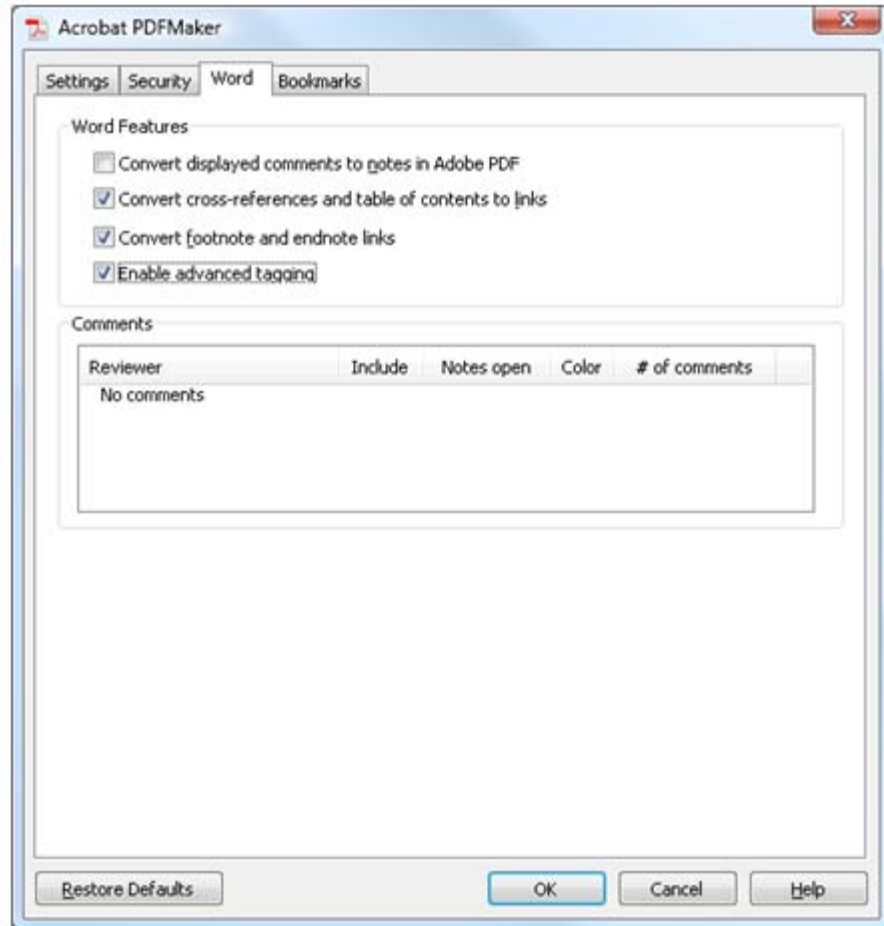 Acrobat PDFMaker
Settings Security Word Bookmarks
Word Features
Convert displayed comments to notes in Adobe PDF
Convert cross-references and table of contents to links
Convert footnote and endnote links
Enable advanced tagging
Comments
Reviewer Include Notes open Color # of comments
No comments
Restore Defaults OK Cancel Help